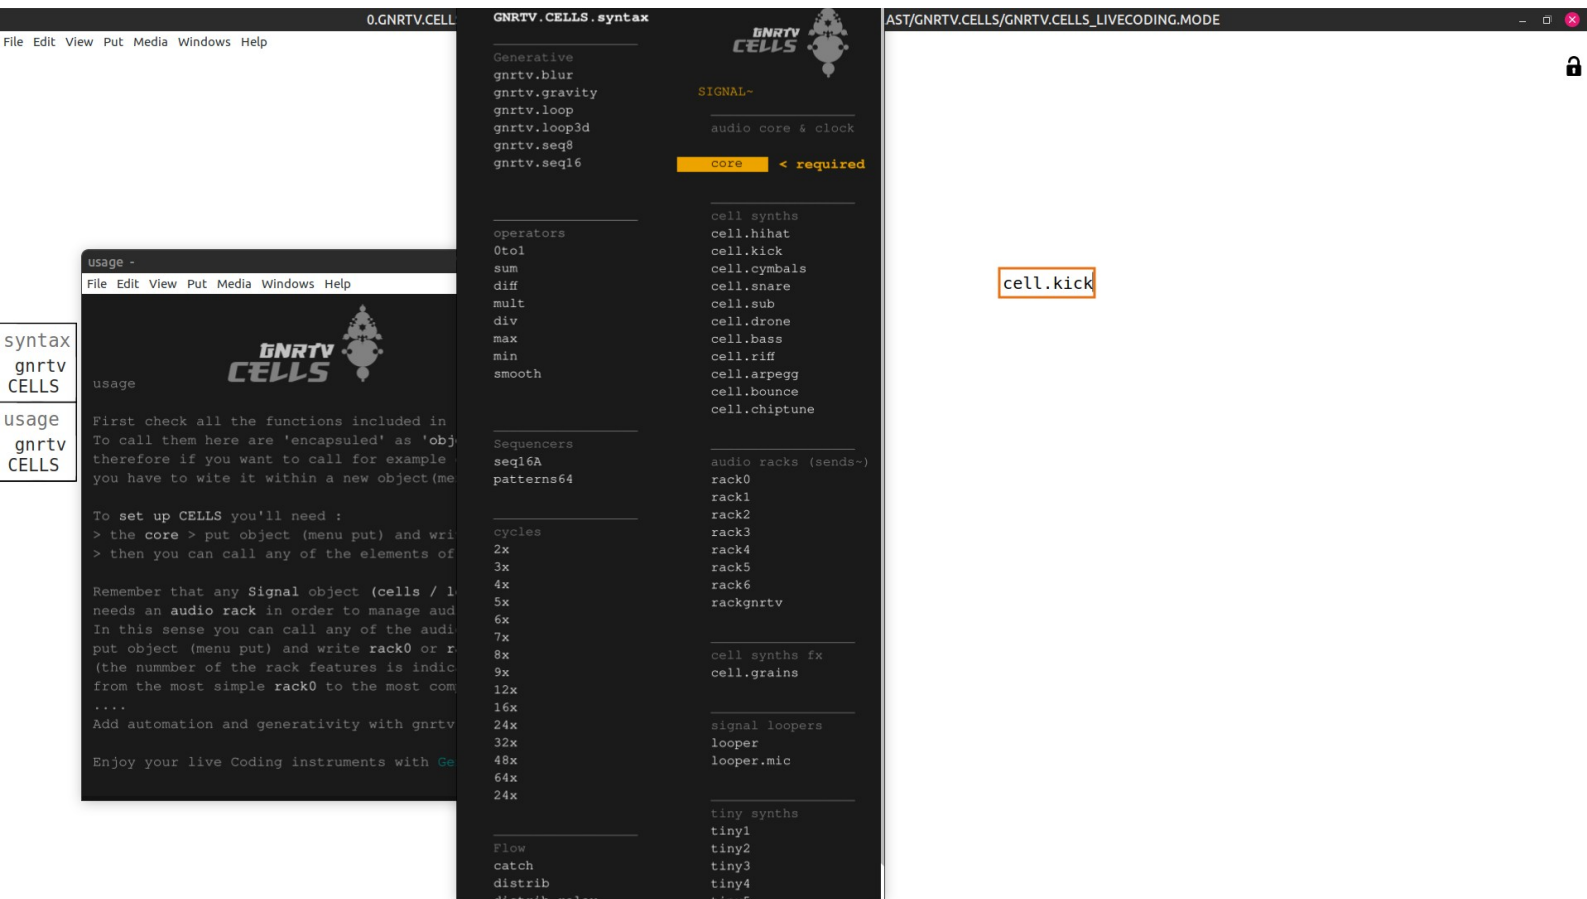 0.GNRTV.CELL
AST/GNRTV.CELLS/GNRTV.CELLS_LIVECODING.MODE
File Edit View Put Media Windows Help
syntax
gnrtv
CELLS
usage
gnrtv
CELLS
usage -
File Edit View Put Media Windows Help
GNRTV
CELLS
usage
First check all the functions included in
To call them here are 'encapsuled' as 'obj
therefore if you want to call for example
you have to wite it within a new object(me
To set up CELLS you'll need :
> the core > put object (menu put) and wri
> then you can call any of the elements of
Remember that any Signal object (cells / l
needs an audio rack in order to manage aud
In this sense you can call any of the audi
put object (menu put) and write rack0 or r
(the nummber of the rack features is indic
from the most simple rack0 to the most com
....
Add automation and generativity with gnrtv
Enjoy your live Coding instruments with Ge
GNRTV.CELLS.syntax
Generative
gnrtv.blur
gnrtv.gravity
gnrtv.loop
gnrtv.loop3d
gnrtv.seq8
gnrtv.seq16
operators
0to1
sum
diff
mult
div
max
min
smooth
Sequencers
seq16A
patterns64
cycles
2x
3x
4x
5x
6x
7x
8x
9x
12x
16x
24x
32x
48x
64x
24x
Flow
catch
distrib
GNRTV
CELLS
SIGNAL~
audio core & clock
core < required
cell synths
cell.hihat
cell.kick
cell.cymbals
cell.snare
cell.sub
cell.drone
cell.bass
cell.riff
cell.arpegg
cell.bounce
cell.chiptune
audio racks (sends~)
rack0
rack1
rack2
rack3
rack4
rack5
rack6
rackgnrtv
cell synths fx
cell.grains
signal loopers
looper
looper.mic
tiny synths
tiny1
tiny2
tiny3
tiny4
cell.kick